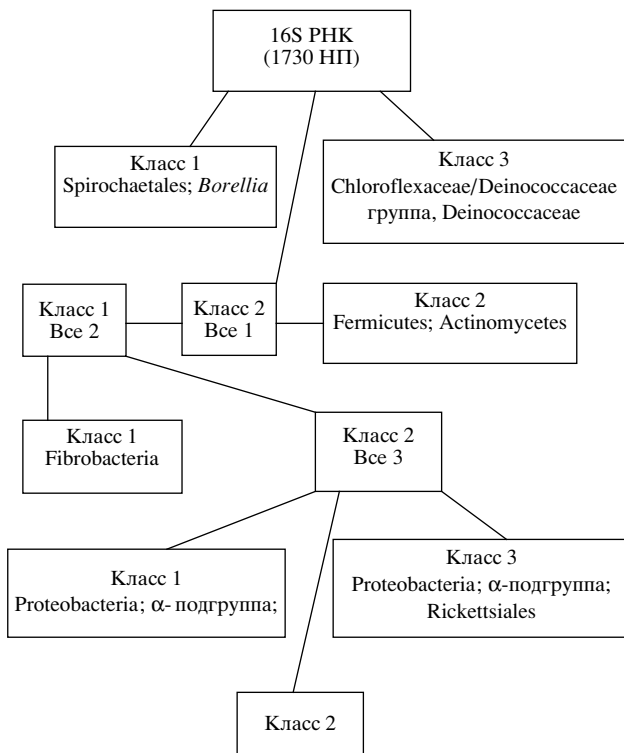 16S РНК
(1730 НП)
Класс 1
Spirochaetales; Borellia
Класс 3
Chloroflexaceae/Deinococcaceae
группа, Deinococcaceae
Класс 1
Все 2
Класс 2
Все 1
Класс 2
Fermicutes; Actinomycetes
Класс 1
Fibrobacteria
Класс 2
Все 3
Класс 1
Proteobacteria; α- подгруппа;
Класс 3
Proteobacteria; α-подгруппа;
Rickettsiales
Класс 2